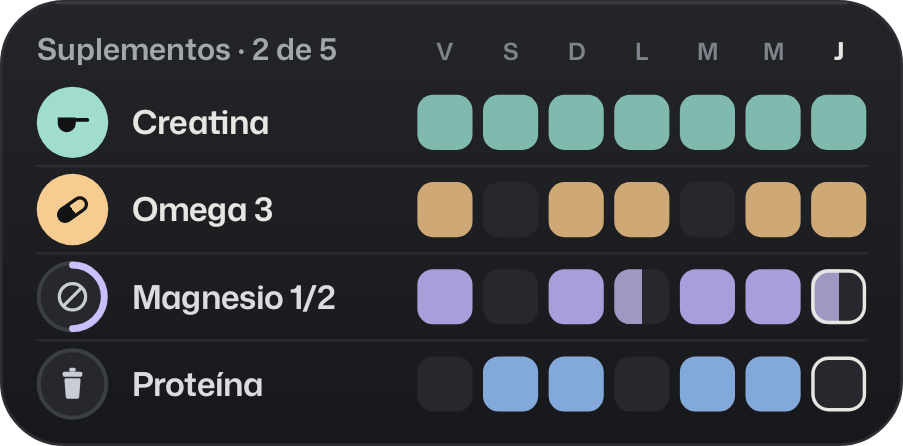 Suplementos · 2 de 5 V S D L M M J
Creatina
Omega 3
Magnesio 1/2
Proteína